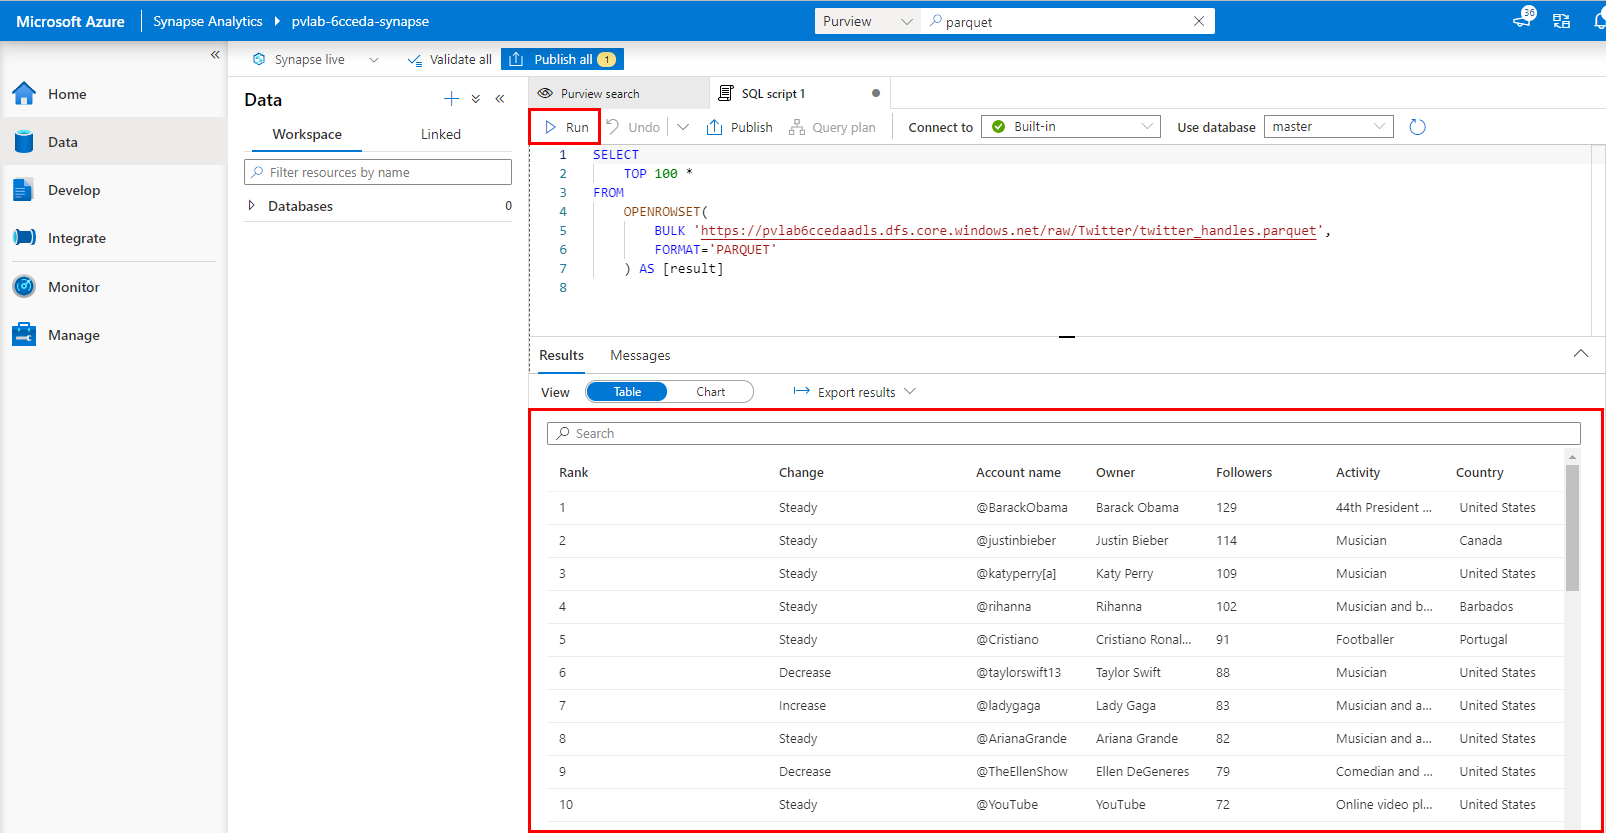 Microsoft Azure Synapse Analytics pvlab-6cceda-synapse Purview parquet 36
Synapse live Validate all Publish all 1
Home
Data
Develop
Integrate
Monitor
Manage
Data
Workspace Linked
Filter resources by name
Databases 0
Purview search SQL script 1
Run Undo Publish Query plan Connect to Built-in Use database master
1 SELECT
2 TOP 100 *
3 FROM
4 OPENROWSET(
5 BULK 'https://pvlab6ccedaadls.dfs.core.windows.net/raw/Twitter/twitter_handles.parquet',
6 FORMAT='PARQUET'
7 ) AS [result]
8
Results Messages
View Table Chart Export results
Search
Rank Change Account name Owner Followers Activity Country
1 Steady @BarackObama Barack Obama 129 44th President ... United States
2 Steady @justinbieber Justin Bieber 114 Musician Canada
3 Steady @katyperry[a] Katy Perry 109 Musician United States
4 Steady @rihanna Rihanna 102 Musician and b... Barbados
5 Steady @Cristiano Cristiano Ronal... 91 Footballer Portugal
6 Decrease @taylorswift13 Taylor Swift 88 Musician United States
7 Increase @ladygaga Lady Gaga 83 Musician and a... United States
8 Steady @ArianaGrande Ariana Grande 82 Musician and a... United States
9 Decrease @TheEllenShow Ellen DeGeneres 79 Comedian and ... United States
10 Steady @YouTube YouTube 72 Online video pl... United States